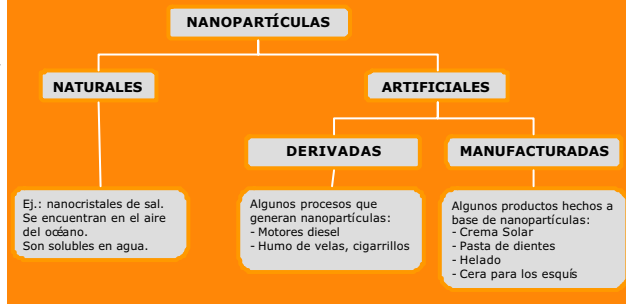 NANOPARTÍCULAS
NATURALES
ARTIFICIALES
DERIVADAS
MANUFACTURADAS
Ej.: nanocristales de sal.
Se encuentran en el aire
del océano.
Son solubles en agua.
Algunos procesos que
generan nanopartículas:
- Motores diesel
- Humo de velas, cigarrillos
Algunos productos hechos a
base de nanopartículas:
- Crema Solar
- Pasta de dientes
- Helado
- Cera para los esquís